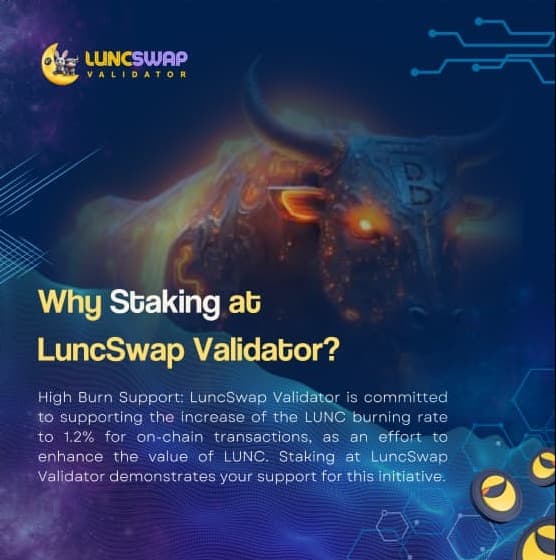 LUNCSWAP
VALIDATOR
Why Staking at
LuncSwap Validator?
High Burn Support: LuncSwap Validator is committed
to supporting the increase of the LUNC burning rate
to 1.2% for on-chain transactions, as an effort to
enhance the value of LUNC. Staking at LuncSwap
Validator demonstrates your support for this initiative.